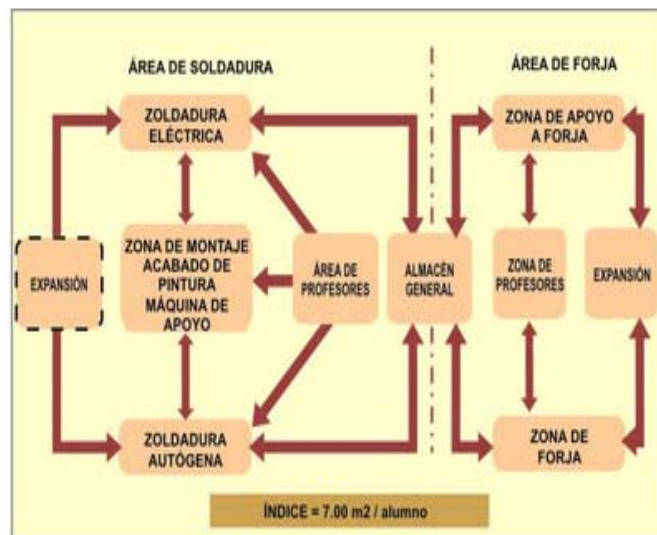 ÁREA DE SOLDADURA
ÁREA DE FORJA
ZOLDADURA
ELÉCTRICA
ZONA DE APOYO
A FORJA
EXPANSIÓN
ZONA DE MONTAJE
ACABADO DE
PINTURA
MÁQUINA DE
APOYO
ÁREA DE
PROFESORES
ALMACÉN
GENERAL
ZONA DE
PROFESORES
EXPANSIÓN
ZOLDADURA
AUTÓGENA
ZONA DE
FORJA
ÍNDICE = 7.00 m2 / alumno